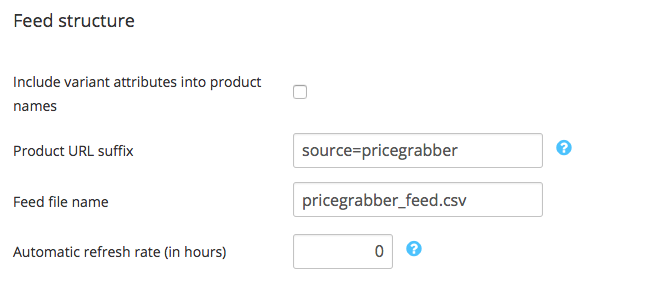 Feed structure
Include variant attributes into product
names
Product URL suffix
source=pricegrabber
?
Feed file name
pricegrabber_feed.csv
Automatic refresh rate (in hours)
0
?